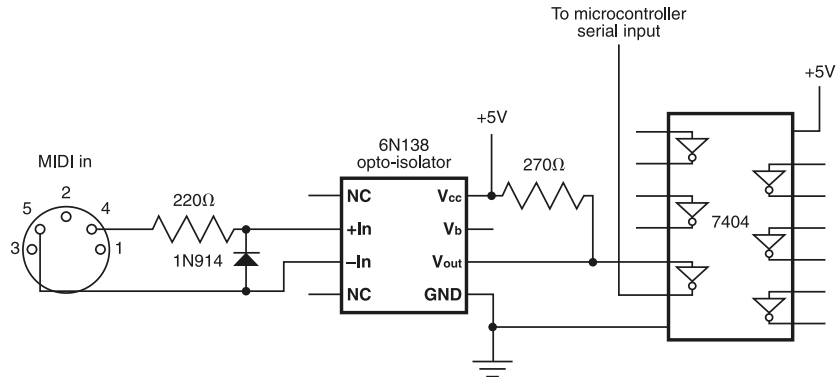 To microcontroller
serial input
+5V
+5V
6N138
opto-isolator
270Ω
MIDI in
220Ω
2
5
4
3
1
1N914
NC
+In
–In
NC
Vcc
Vb
Vout
GND
7404